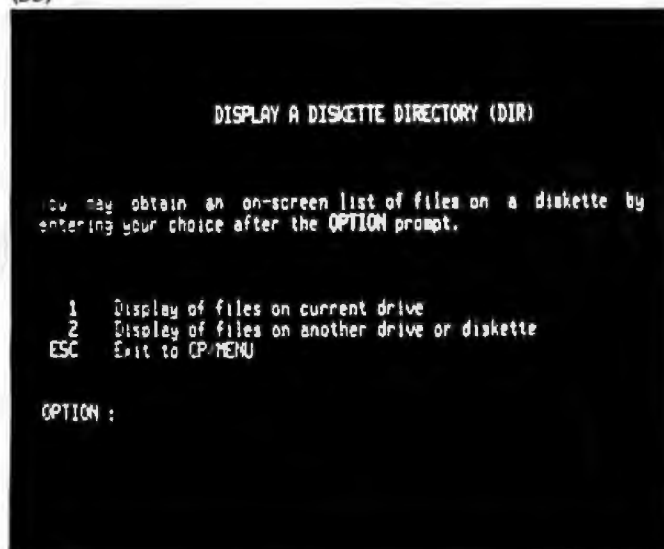 DISPLAY A DISKETTE DIRECTORY (DIR)
You may obtain an on-screen list of files on a diskette by
entering your choice after the OPTION prompt.
1 Display of files on current drive
2 Display of files on another drive or diskette
ESC Exit to CP/MENU
OPTION :